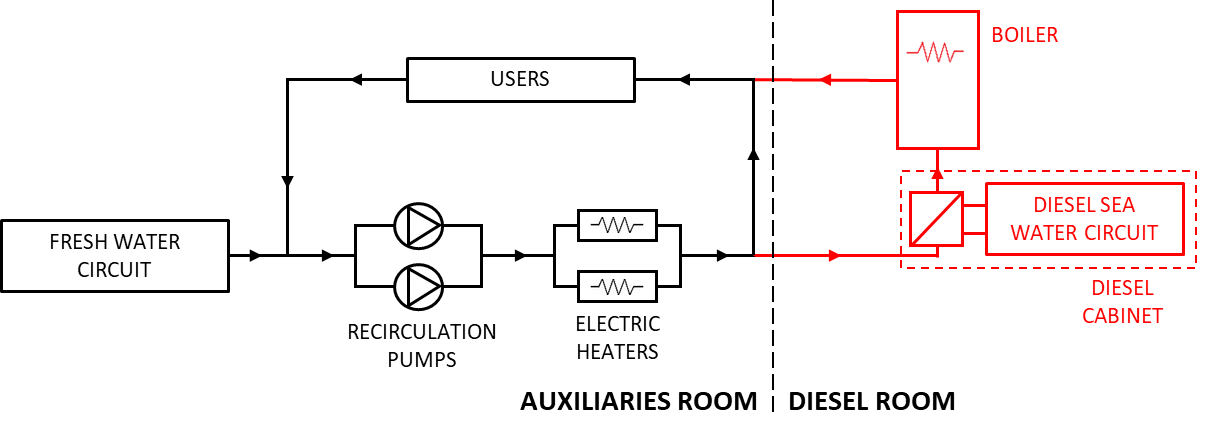 BOILER
USERS
DIESEL SEA
WATER CIRCUIT
FRESH WATER
CIRCUIT
DIESEL
CABINET
RECIRCULATION
PUMPS
ELECTRIC
HEATERS
AUXILIARIES ROOM
DIESEL ROOM